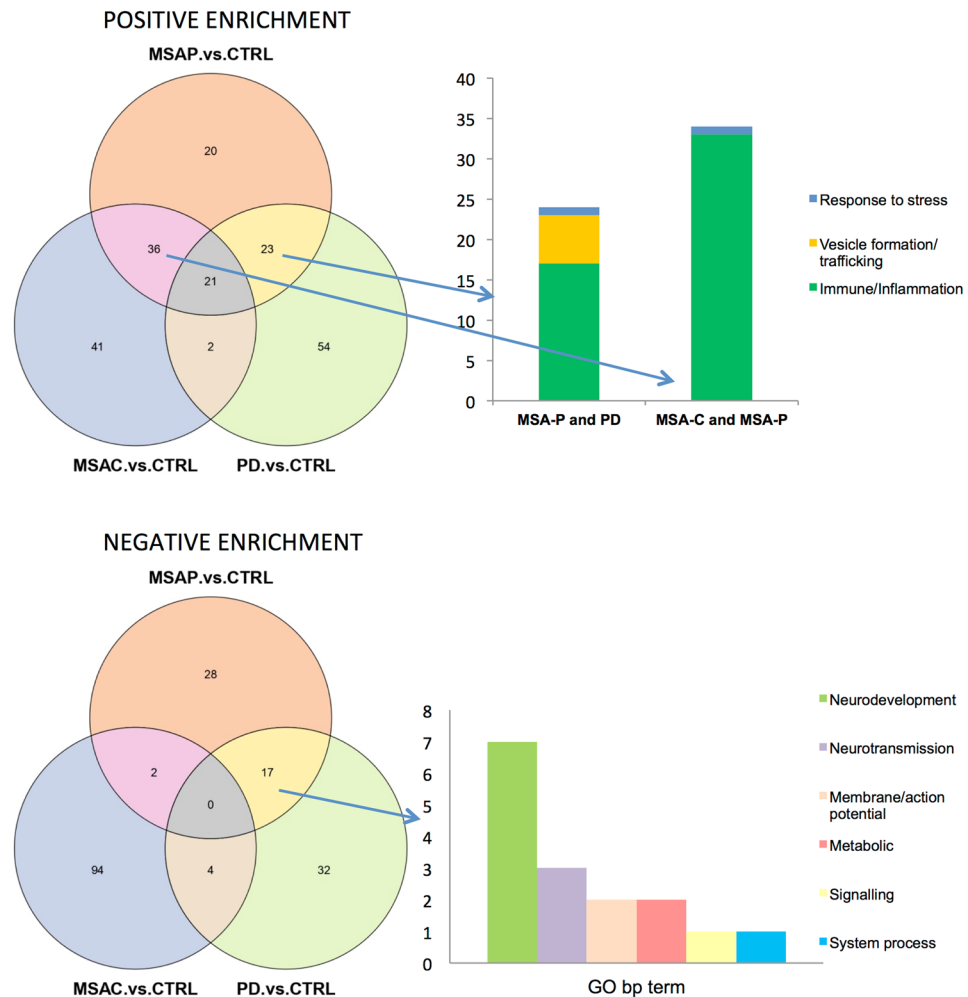 POSITIVE ENRICHMENT
MSAP.vs.CTRL
20
36
23
21
41
2
54
MSAC.vs.CTRL
PD.vs.CTRL
40
35
30
25
20
15
10
5
0
MSA-P and PD
MSA-C and MSA-P
Response to stress
Vesicle formation/
trafficking
Immune/Inflammation
NEGATIVE ENRICHMENT
MSAP.vs.CTRL
28
2
17
0
94
4
32
MSAC.vs.CTRL
PD.vs.CTRL
8
7
6
5
4
3
2
1
0
GO bp term
Neurodevelopment
Neurotransmission
Membrane/action
potential
Metabolic
Signalling
System process